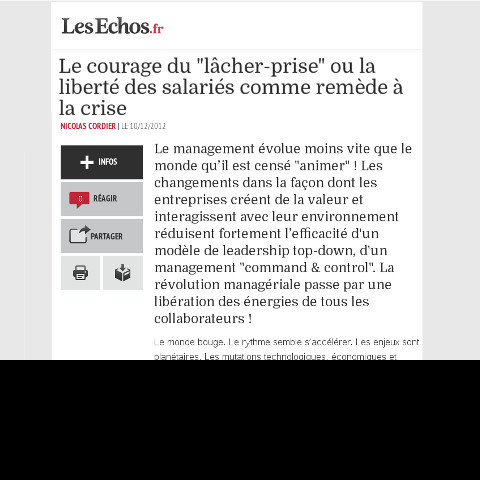 LesEchos.fr
Le courage du "lâcher-prise" ou la
liberté des salariés comme remède à
la crise
NICOLAS CORDIER | LE 10/12/2012
INFOS
0 RÉAGIR
PARTAGER
Le management évolue moins vite que le
monde qu'il est censé "animer" ! Les
changements dans la façon dont les
entreprises créent de la valeur et
interagissent avec leur environnement
réduisent fortement l'efficacité d'un
modèle de leadership top-down, d'un
management "command & control". La
révolution managériale passe par une
libération des énergies de tous les
collaborateurs !
Le monde bouge. Le rythme semble s'accélérer. Les enjeux sont
planétaires. Les mutations technologiques, économiques et